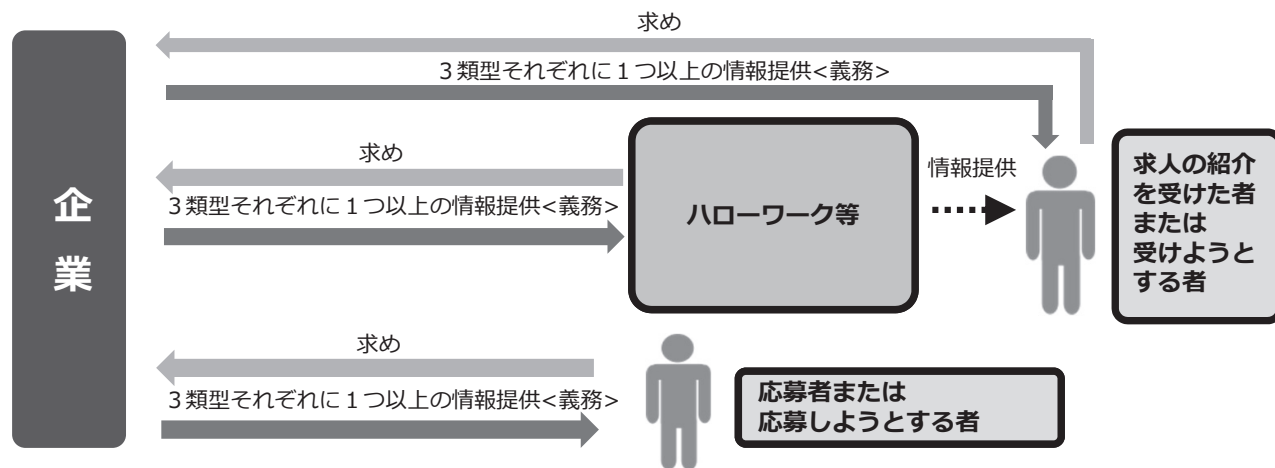 求め
３類型それぞれに１つ以上の情報提供<義務>
企
業
求め
３類型それぞれに１つ以上の情報提供<義務>
ハローワーク等
情報提供
求人の紹介
を受けた者
または
受けようと
する者
求め
３類型それぞれに１つ以上の情報提供<義務>
応募者または
応募しようとする者